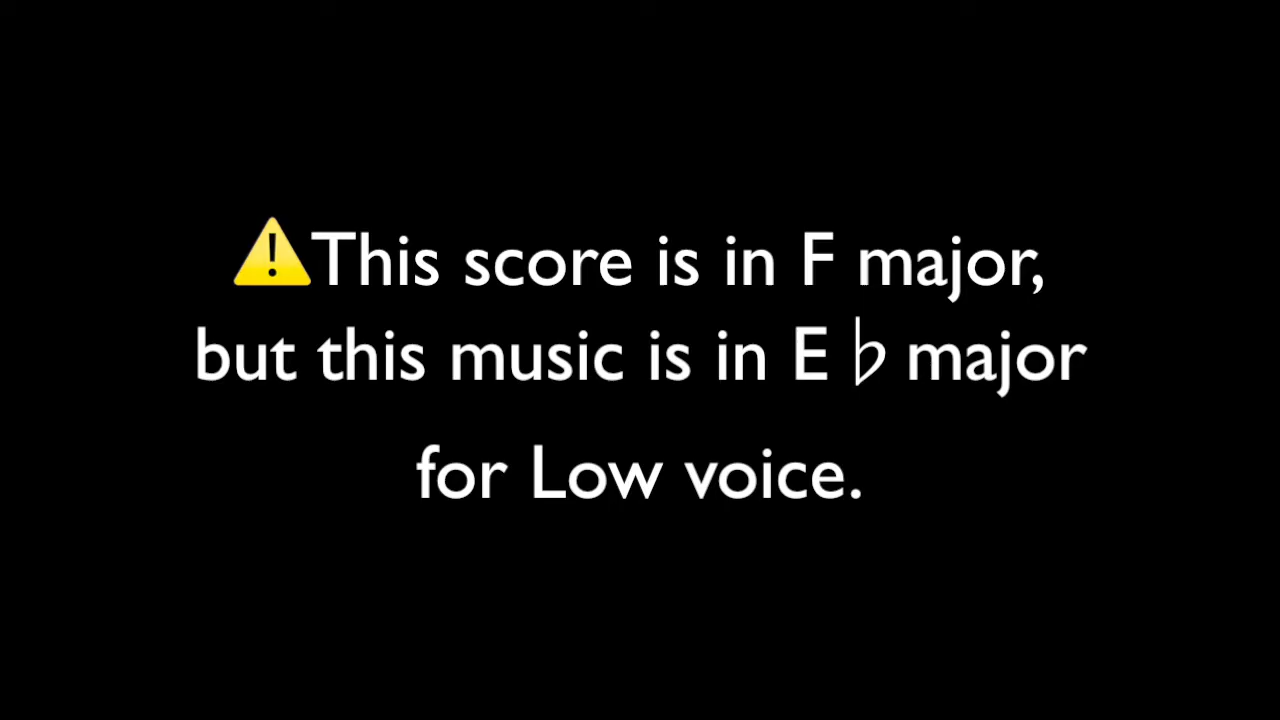 ⚠️This score is in F major,
but this music is in E♭major
for Low voice.